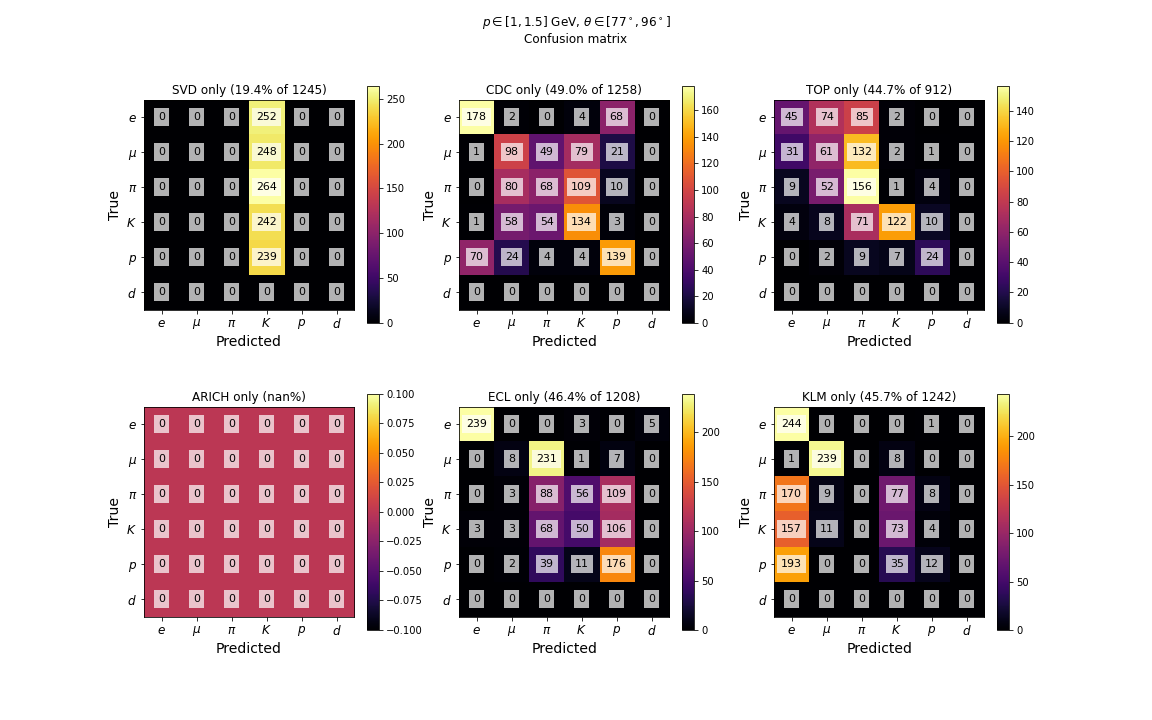 p ∈ [1, 1.5] GeV, θ ∈ [77°, 96°]
Confusion matrix
SVD only (19.4% of 1245)
True
e 0 0 0 252 0 0
μ 0 0 0 248 0 0
π 0 0 0 264 0 0
K 0 0 0 242 0 0
p 0 0 0 239 0 0
d 0 0 0 0 0 0
e μ π K p d
Predicted
250
200
150
100
50
0
CDC only (49.0% of 1258)
True
e 178 2 0 4 68 0
μ 1 98 49 79 21 0
π 0 80 68 109 10 0
K 1 58 54 134 3 0
p 70 24 4 4 139 0
d 0 0 0 0 0 0
e μ π K p d
Predicted
160
140
120
100
80
60
40
20
0
TOP only (44.7% of 912)
True
e 45 74 85 2 0 0
μ 31 61 132 2 1 0
π 9 52 156 1 4 0
K 4 8 71 122 10 0
p 0 2 9 7 24 0
d 0 0 0 0 0 0
e μ π K p d
Predicted
140
120
100
80
60
40
20
0
ARICH only (nan%)
True
e 0 0 0 0 0 0
μ 0 0 0 0 0 0
π 0 0 0 0 0 0
K 0 0 0 0 0 0
p 0 0 0 0 0 0
d 0 0 0 0 0 0
e μ π K p d
Predicted
0.100
0.075
0.050
0.025
0.000
−0.025
−0.050
−0.075
−0.100
ECL only (46.4% of 1208)
True
e 239 0 0 3 0 5
μ 0 8 231 1 7 0
π 0 3 88 56 109 0
K 3 3 68 50 106 0
p 0 2 39 11 176 0
d 0 0 0 0 0 0
e μ π K p d
Predicted
200
150
100
50
0
KLM only (45.7% of 1242)
True
e 244 0 0 0 1 0
μ 1 239 0 8 0 0
π 170 9 0 77 8 0
K 157 11 0 73 4 0
p 193 0 0 35 12 0
d 0 0 0 0 0 0
e μ π K p d
Predicted
200
150
100
50
0